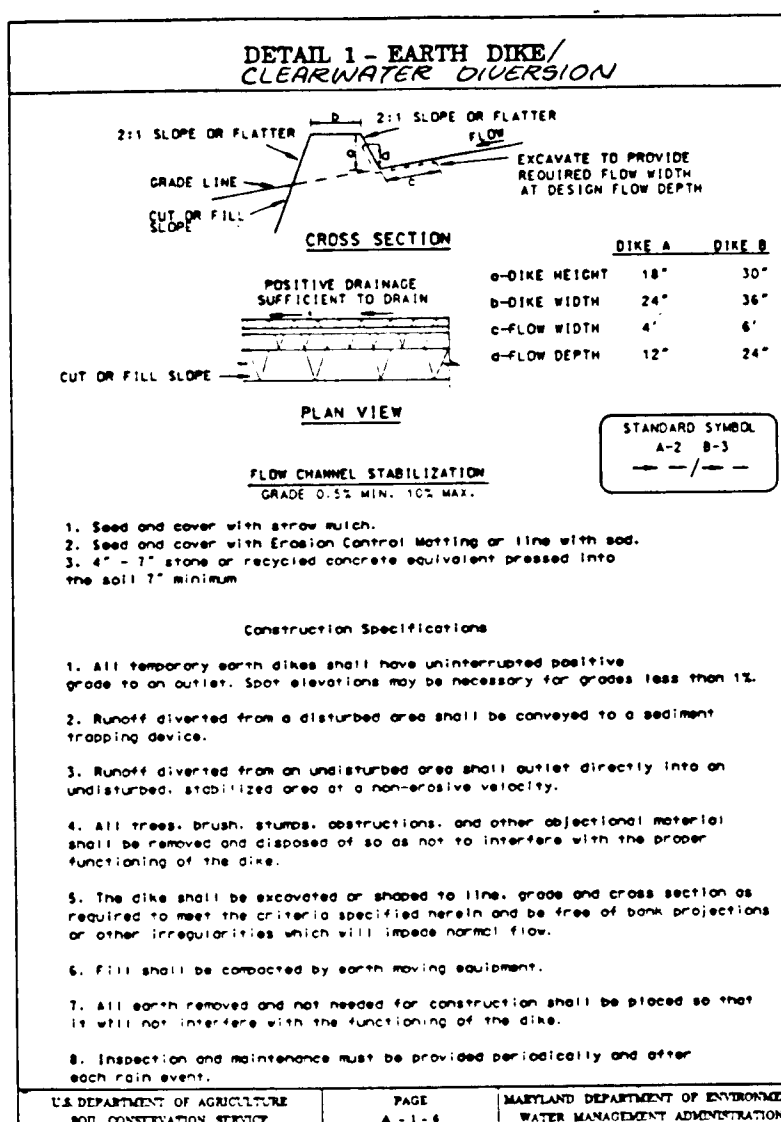 DETAIL 1 - EARTH DIKE/
CLEARWATER DIVERSION
b
2:1 SLOPE OR FLATTER
2:1 SLOPE OR FLATTER
FLOW
a
d
c
GRADE LINE
EXCAVATE TO PROVIDE
REQUIRED FLOW WIDTH
AT DESIGN FLOW DEPTH
CUT OR FILL
SLOPE
CROSS SECTION
DIKE A DIKE B
a-DIKE HEIGHT 18" 30"
b-DIKE WIDTH 24" 36"
c-FLOW WIDTH 4' 6'
d-FLOW DEPTH 12" 24"
POSITIVE DRAINAGE
SUFFICIENT TO DRAIN
CUT OR FILL SLOPE
PLAN VIEW
STANDARD SYMBOL
A-2 B-3
/
FLOW CHANNEL STABILIZATION
GRADE 0.5% MIN. 10% MAX.
1. Seed and cover with straw mulch.
2. Seed and cover with Erosion Control Matting or line with sod.
3. 4" - 7" stone or recycled concrete equivalent pressed into
the soil 7" minimum
Construction Specifications
1. All temporary earth dikes shall have uninterrupted positive
grade to an outlet. Spot elevations may be necessary for grades less than 1%.
2. Runoff diverted from a disturbed area shall be conveyed to a sediment
trapping device.
3. Runoff diverted from an undisturbed area shall outlet directly into an
undisturbed, stabilized area at a non-erosive velocity.
4. All trees, brush, stumps, obstructions, and other objectional material
shall be removed and disposed of so as not to interfere with the proper
functioning of the dike.
5. The dike shall be excavated or shaped to line, grade and cross section as
required to meet the criteria specified herein and be free of bank projections
or other irregularities which will impede normal flow.
6. Fill shall be compacted by earth moving equipment.
7. All earth removed and not needed for construction shall be placed so that
it will not interfere with the functioning of the dike.
8. Inspection and maintenance must be provided periodically and after
each rain event.
U.S. DEPARTMENT OF AGRICULTURE
SOIL CONSERVATION SERVICE
PAGE
A - 1 - 6
MARYLAND DEPARTMENT OF ENVIRONME
WATER MANAGEMENT ADMINISTRATION